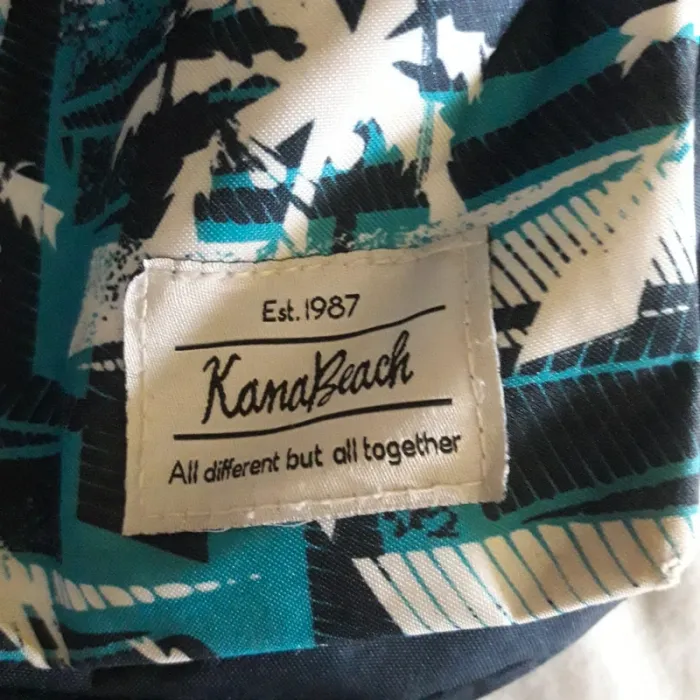 Est. 1987
KanaBeach
All different but all together